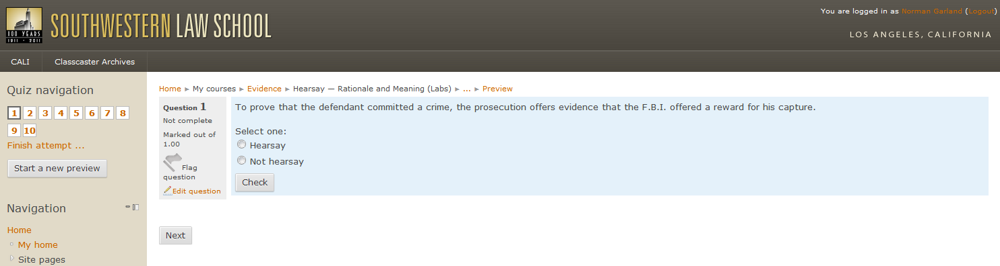 You are logged in as Norman Garland (Logout)
100 YEARS
1911 • 2011
SOUTHWESTERN LAW SCHOOL
LOS ANGELES, CALIFORNIA
CALI
Classcaster Archives
Quiz navigation
1 2 3 4 5 6 7 8
9 10
Finish attempt ...
Start a new preview
Navigation
Home
My home
Site pages
Home ► My courses ► Evidence ► Hearsay — Rationale and Meaning (Labs) ► ... ► Preview
Question 1
Not complete
Marked out of
1.00
Flag
question
Edit question
To prove that the defendant committed a crime, the prosecution offers evidence that the F.B.I. offered a reward for his capture.
Select one:
Hearsay
Not hearsay
Check
Next